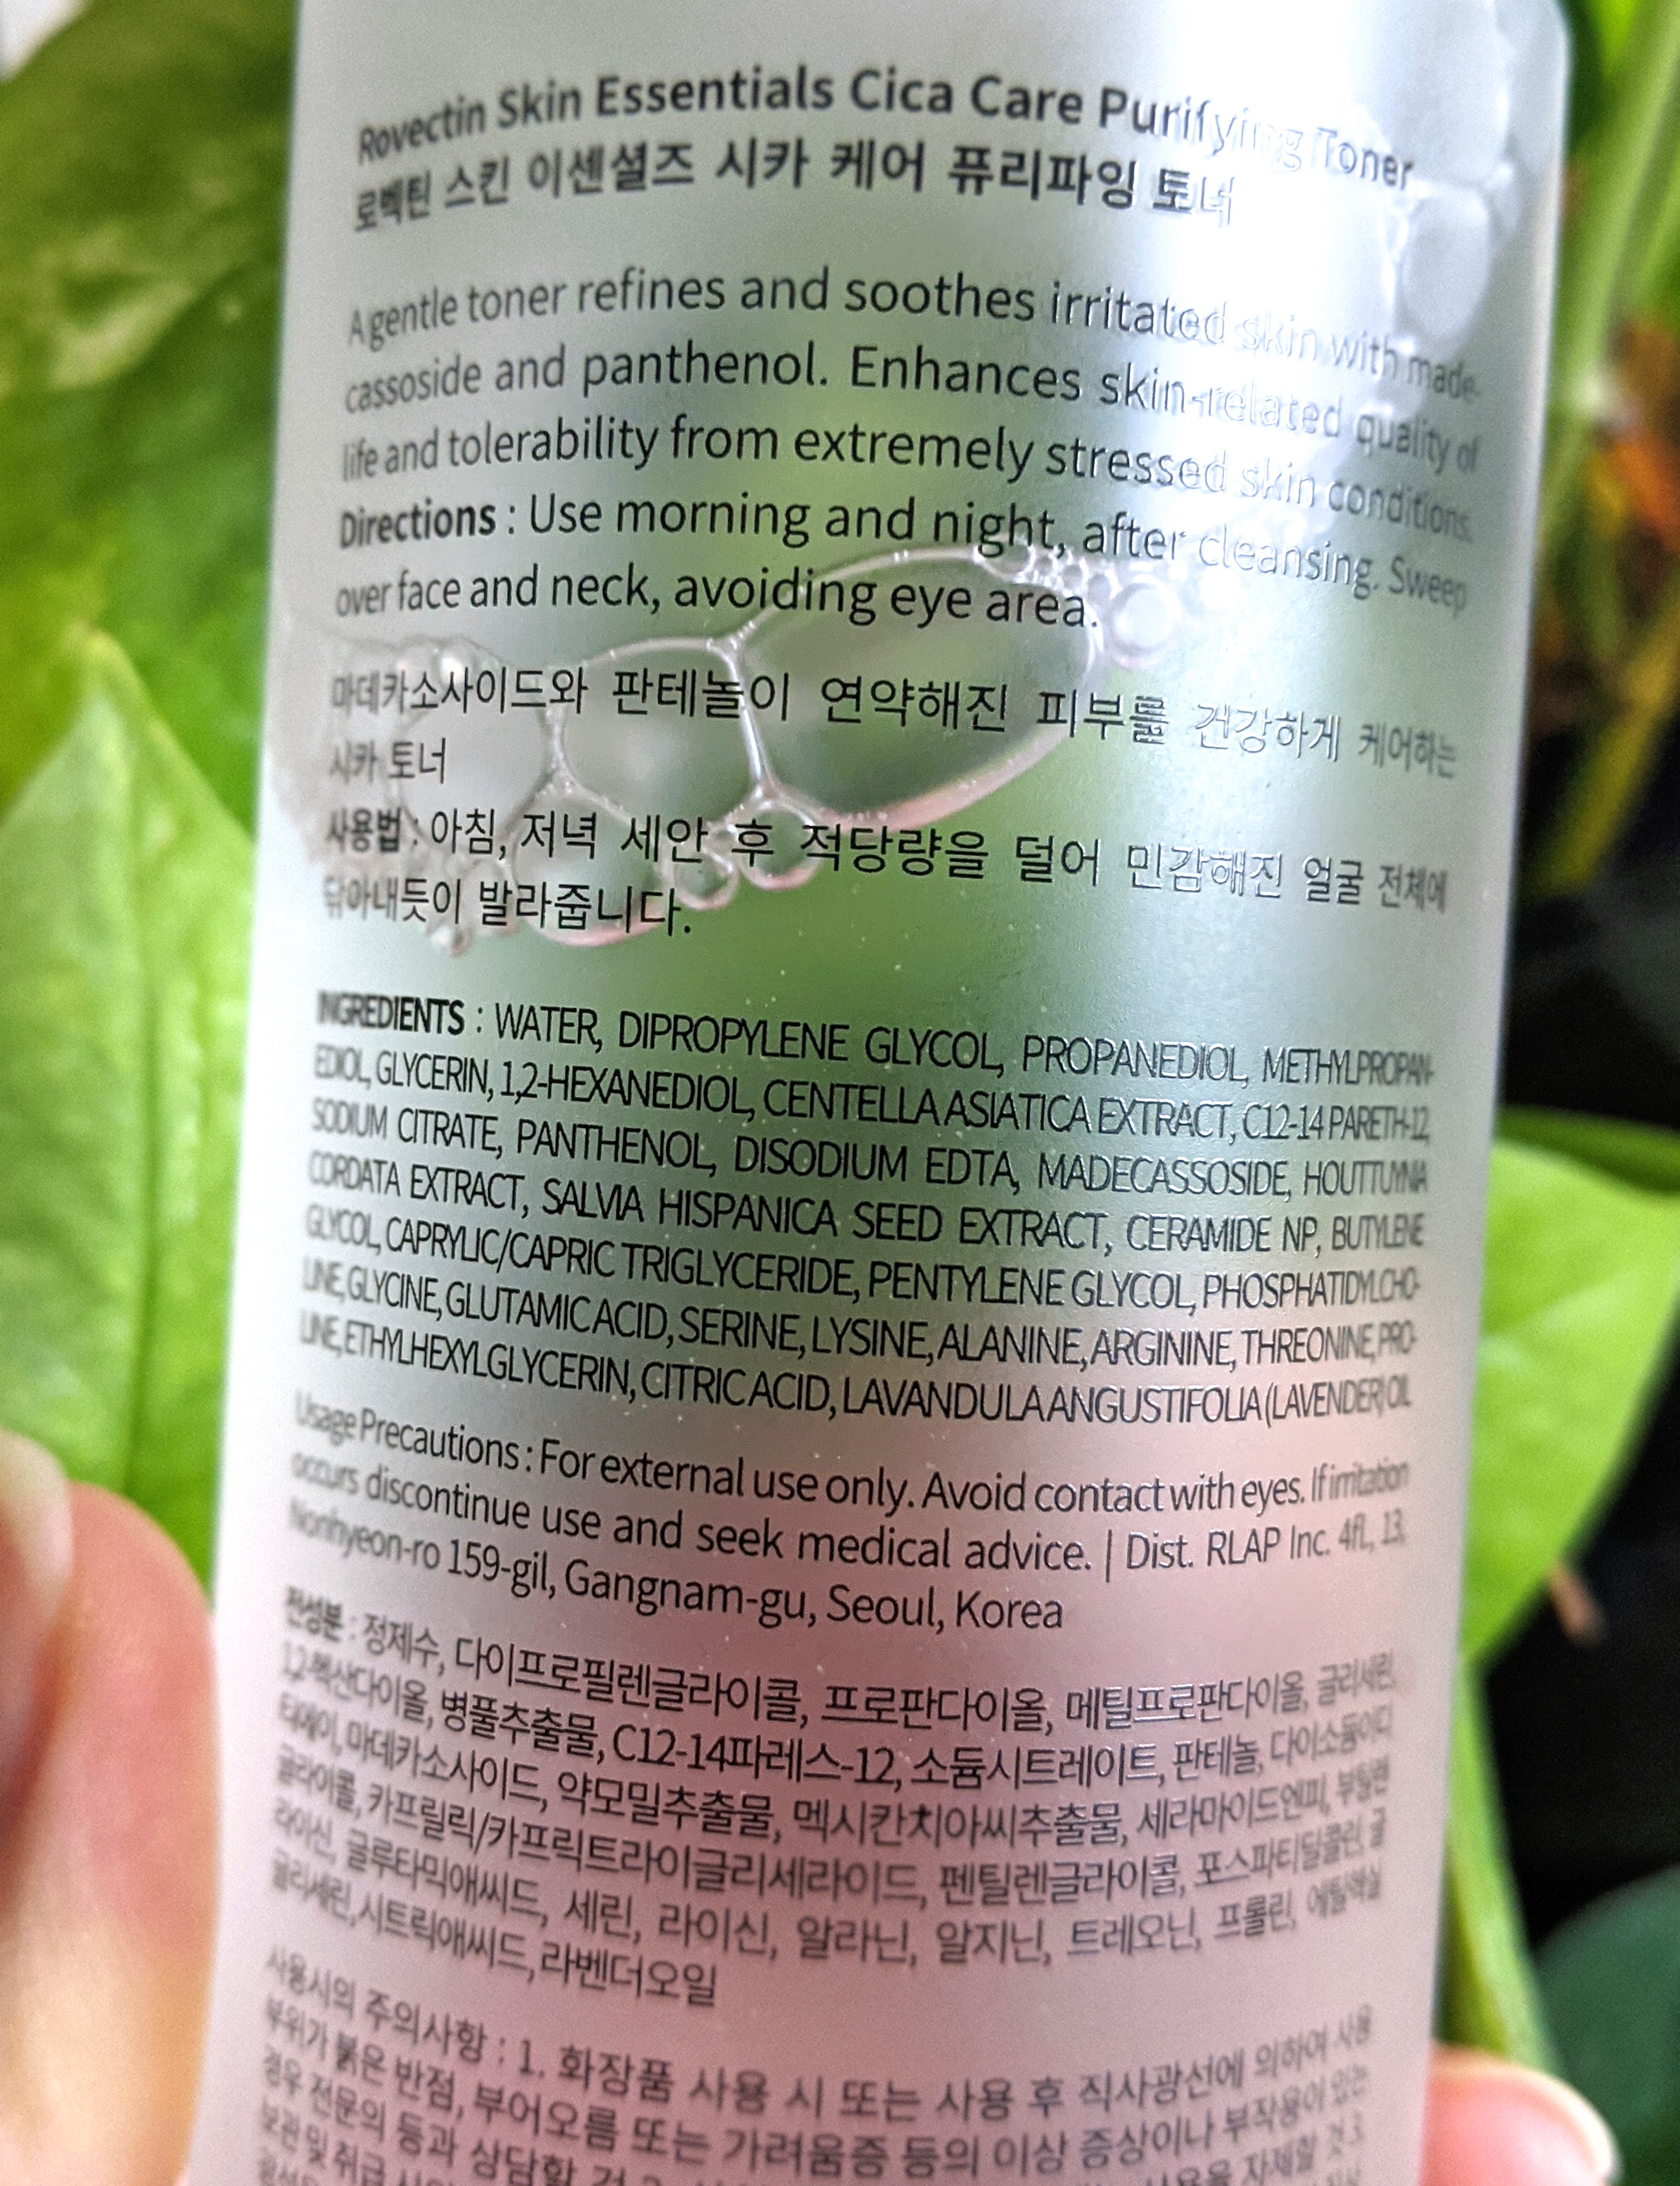 Rovectin Skin Essentials Cica Care Purifying Toner
로벡틴 스킨 이센셜즈 시카 케어 퓨리파잉 토너
A gentle toner refines and soothes irritated skin with made-
cassoside and panthenol. Enhances skin-related quality of
life and tolerability from extremely stressed skin conditions.
Directions : Use morning and night, after cleansing. Sweep
over face and neck, avoiding eye area.
마데카소사이드와 판테놀이 연약해진 피부를 건강하게 케어하는
시카 토너
사용법 : 아침, 저녁 세안 후 적당량을 덜어 민감해진 얼굴 전체에
닦아내듯이 발라줍니다.
INGREDIENTS : WATER, DIPROPYLENE GLYCOL, PROPANEDIOL, METHYLPROPAN-
EDIOL, GLYCERIN, 1,2-HEXANEDIOL, CENTELLA ASIATICA EXTRACT, C12-14 PARETH-12,
SODIUM CITRATE, PANTHENOL, DISODIUM EDTA, MADECASSOSIDE, HOUTTUYNIA
CORDATA EXTRACT, SALVIA HISPANICA SEED EXTRACT, CERAMIDE NP, BUTYLENE
GLYCOL, CAPRYLIC/CAPRIC TRIGLYCERIDE, PENTYLENE GLYCOL, PHOSPHATIDYLCHO-
LINE, GLYCINE, GLUTAMIC ACID, SERINE, LYSINE, ALANINE, ARGININE, THREONINE, PRO-
LINE, ETHYLHEXYLGLYCERIN, CITRIC ACID, LAVANDULA ANGUSTIFOLIA (LAVENDER) OIL
Usage Precautions : For external use only. Avoid contact with eyes. If irritation
occurs discontinue use and seek medical advice. | Dist. RLAP Inc. 4fl., 13,
Nonhyeon-ro 159-gil, Gangnam-gu, Seoul, Korea
전성분 : 정제수, 다이프로필렌글라이콜, 프로판다이올, 메틸프로판다이올, 글리세린,
1,2-헥산다이올, 병풀추출물, C12-14파레스-12, 소듐시트레이트, 판테놀, 다이소듐이디
티에이, 마데카소사이드, 약모밀추출물, 멕시칸치아씨추출물, 세라마이드엔피, 부틸렌
글라이콜, 카프릴릭/카프릭트라이글리세라이드, 펜틸렌글라이콜, 포스파티딜콜린, 글
라이신, 글루타믹애씨드, 세린, 라이신, 알라닌, 알지닌, 트레오닌, 프롤린, 에틸헥실
글리세린, 시트릭애씨드, 라벤더오일
사용시의 주의사항 : 1. 화장품 사용 시 또는 사용 후 직사광선에 의하여 사용
부위가 붉은 반점, 부어오름 또는 가려움증 등의 이상 증상이나 부작용이 있는
경우 전문의 등과 상담할 것 사용을 자제할 것 3.
보관 및 취급